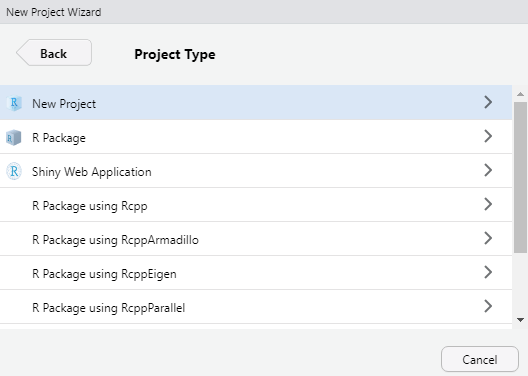 New Project Wizard
Back
Project Type
R New Project
R Package
R Shiny Web Application
R Package using Rcpp
R Package using RcppArmadillo
R Package using RcppEigen
R Package using RcppParallel
Cancel